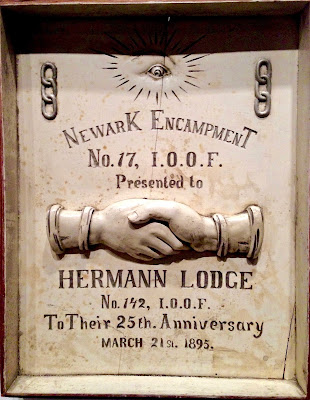 NEWARK ENCAMPMENT
No. 17, I.O.O.F.
Presented to
HERMANN LODGE
No. 142, I.O.O.F.
To Their 25th. Anniversary
MARCH 21st. 1895.